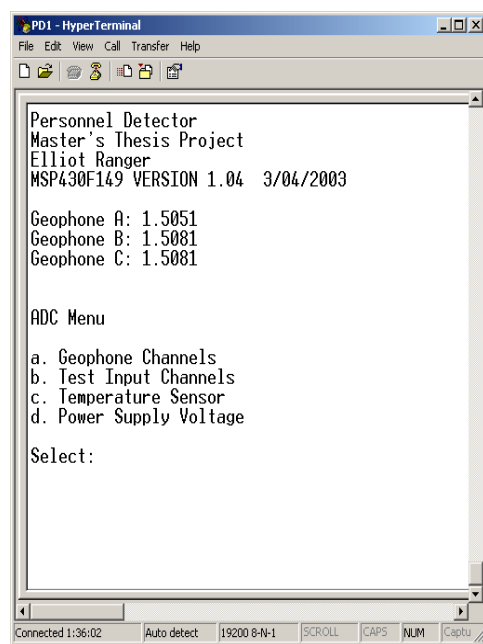 PD1 - HyperTerminal
File Edit View Call Transfer Help
Personnel Detector
Master's Thesis Project
Elliot Ranger
MSP430F149 VERSION 1.04 3/04/2003
Geophone A: 1.5051
Geophone B: 1.5081
Geophone C: 1.5081
ADC Menu
a. Geophone Channels
b. Test Input Channels
c. Temperature Sensor
d. Power Supply Voltage
Select:
Connected 1:36:02 Auto detect 19200 8-N-1 SCROLL CAPS NUM Captu